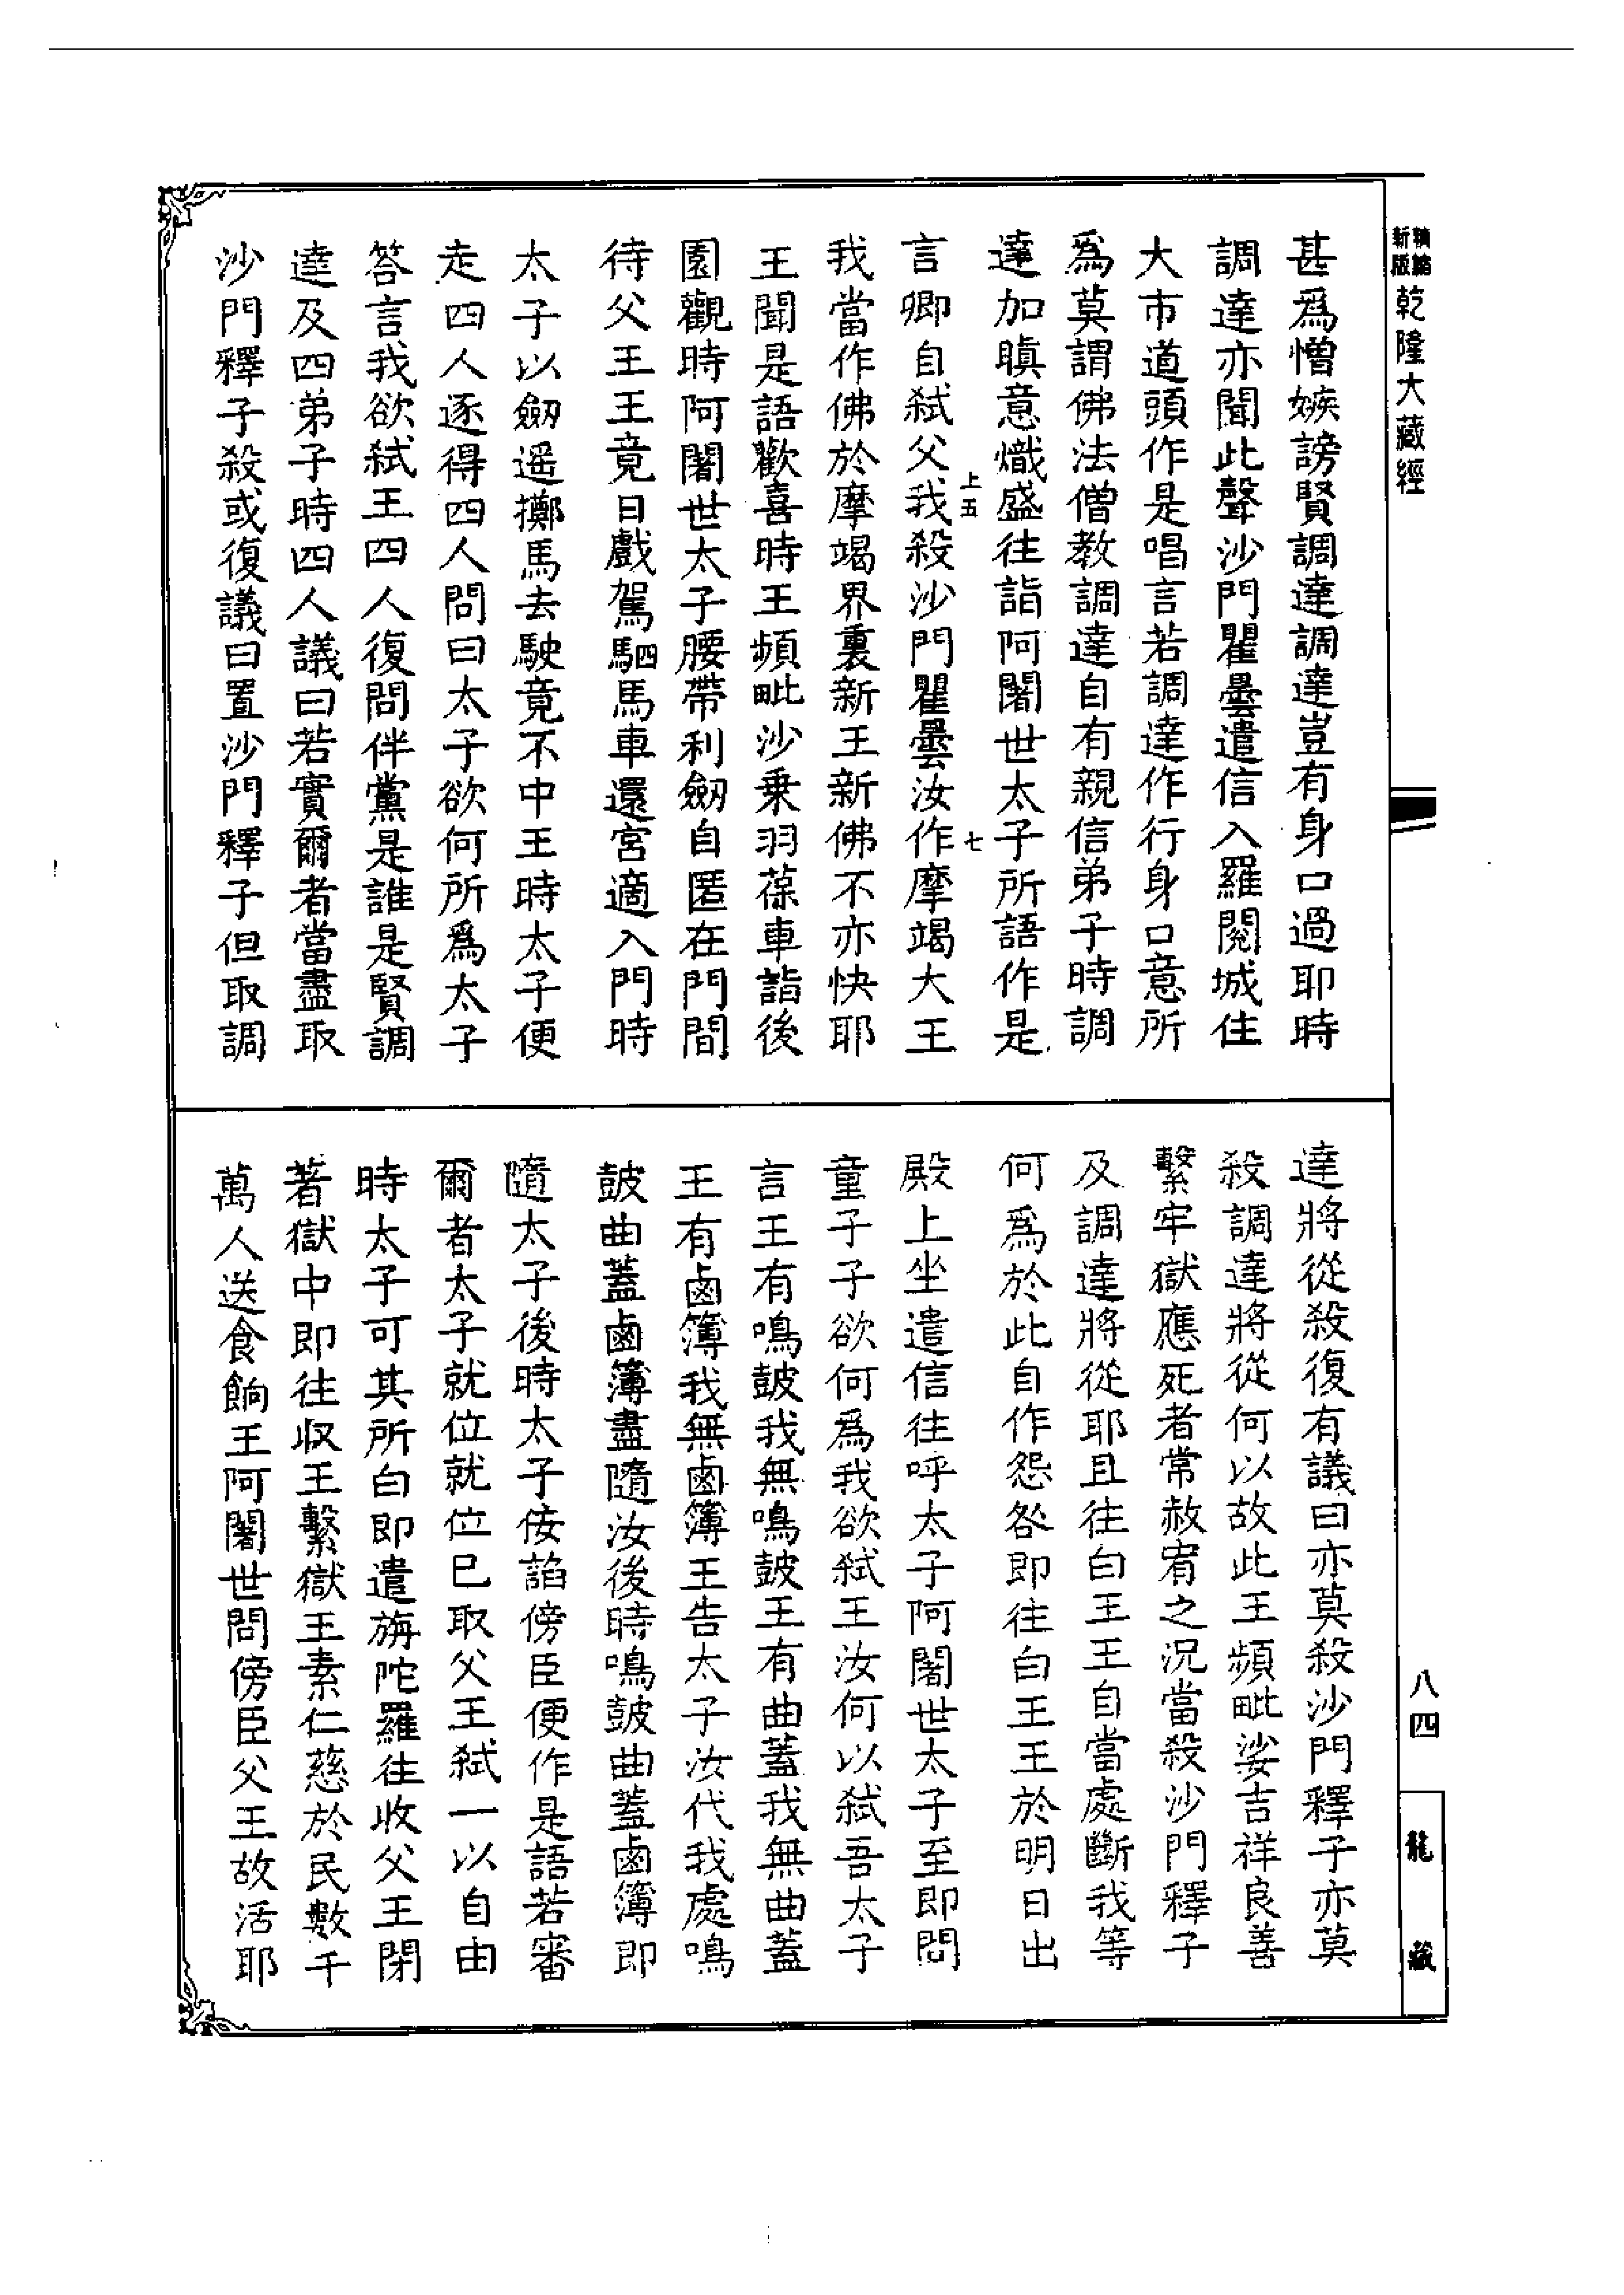 新版精縮乾隆大藏經
甚爲憎嫉謗賢調達調達豈有身口過耶時
調達亦聞此聲沙門瞿曇遣信入羅閱城住
大市道頭作是唱言若調達作行身口意所
爲莫謂佛法僧教調達自有親信弟子時調
達加瞋意熾盛往詣阿闍世太子所語作是
上五
七
言卿自弒父我殺沙門瞿曇汝作摩竭大王
我當作佛於摩竭界裏新王新佛不亦快耶
王聞是語歡喜時王頻毗沙乗羽葆車詣後
園觀時阿闍世太子腰帶利劒自匿在門間
待父王王竟日戲駕駟馬車還宮適入門時
太子以劒遥擲馬去駛竟不中王時太子便
走四人逐得四人問曰太子欲何所爲太子
答言我欲弒王四人復問伴黨是誰是賢調
達及四弟子時四人議曰若實爾者當盡取
沙門釋子殺或復議曰置沙門釋子但取調
達將從殺復有議曰亦莫殺沙門釋子亦莫
殺調達將從何以故此王頻毗娑吉祥良善
繫牢獄應死者常赦宥之況當殺沙門釋子
及調達將從耶且往白王王自當處斷我等
何爲於此自作怨咎即往白王王於明日出
殿上坐遣信往呼太子阿闍世太子至即問
童子子欲何爲我欲弒王汝何以弒吾太子
言王有鳴鼓我無鳴鼓王有曲蓋我無曲蓋
王有鹵簿我無鹵簿王告太子汝代我處鳴
鼓曲蓋鹵簿盡隨汝後時鳴鼓曲蓋鹵簿即
隨太子後時太子佞諂傍臣便作是語若審
爾者太子就位就位已取父王弒一以自由
時太子可其所白即遣旃陀羅往收父王閉
著獄中即往収王繫獄王素仁慈於民數千
萬人送食餉王阿闍世問傍臣父王故活耶
八四
龍藏